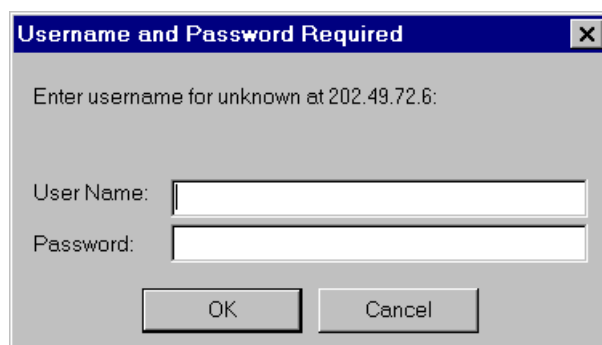 Username and Password Required
Enter username for unknown at 202.49.72.6:
User Name:
Password:
OK Cancel